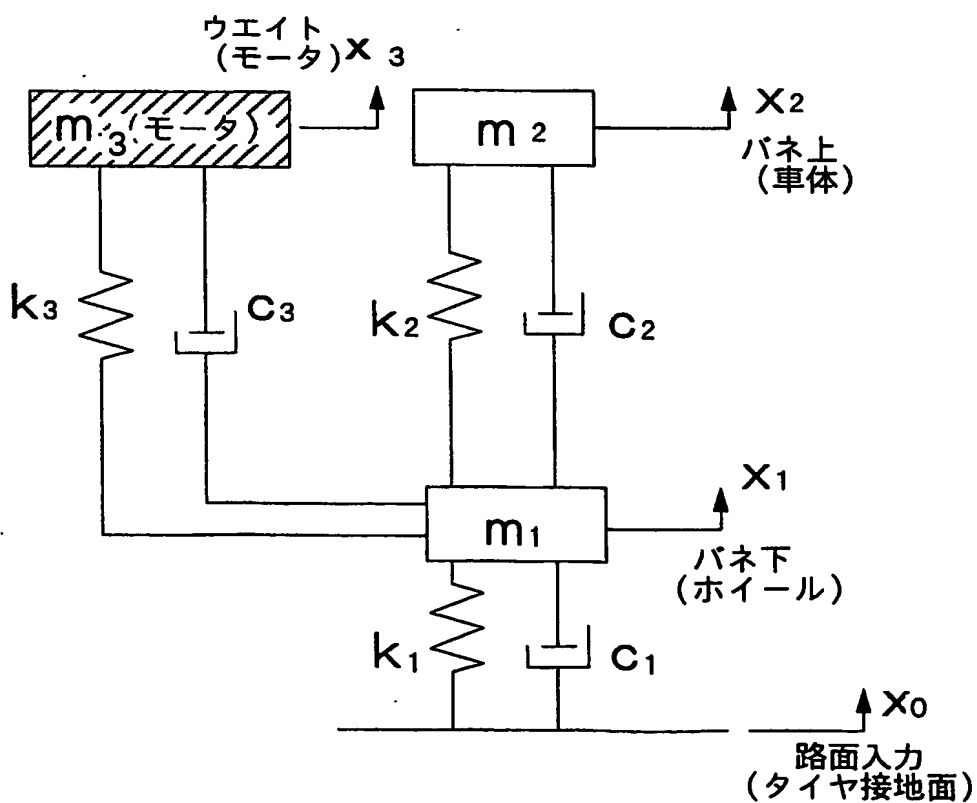 ウエイト
(モータ) x3
m3(モータ)
m2
x2
バネ上
(車体)
k3
c3
k2
c2
x1
m1
バネ下
(ホイール)
k1
c1
x0
路面入力
(タイヤ接地面)